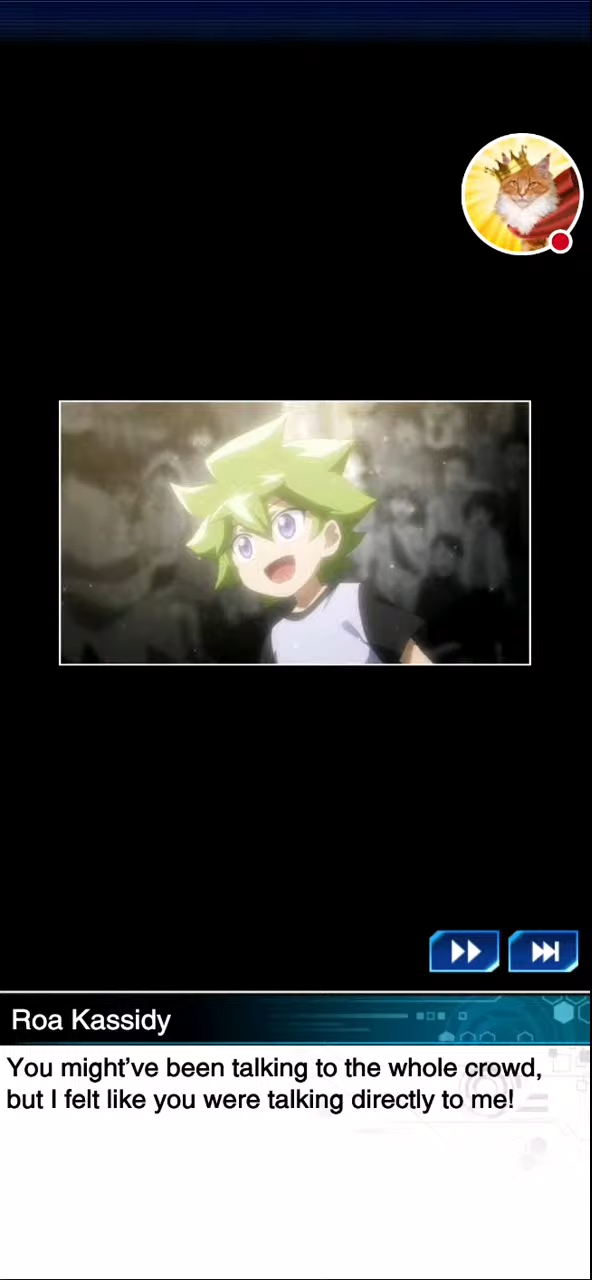 Roa Kassidy
You might've been talking to the whole crowd,
but I felt like you were talking directly to me!